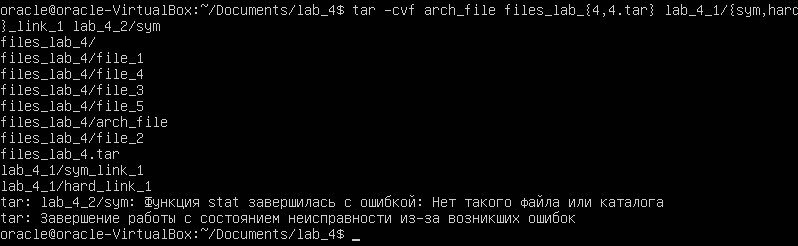 oracle@oracle-VirtualBox:~/Documents/lab_4$ tar -cvf arch_file files_lab_{4,4.tar} lab_4_1/{sym,hard
}_link_1 lab_4_2/sym
files_lab_4/
files_lab_4/file_1
files_lab_4/file_4
files_lab_4/file_3
files_lab_4/file_5
files_lab_4/arch_file
files_lab_4/file_2
files_lab_4.tar
lab_4_1/sym_link_1
lab_4_1/hard_link_1
tar: lab_4_2/sym: Функция stat завершилась с ошибкой: Нет такого файла или каталога
tar: Завершение работы с состоянием неисправности из-за возникших ошибок
oracle@oracle-VirtualBox:~/Documents/lab_4$ _